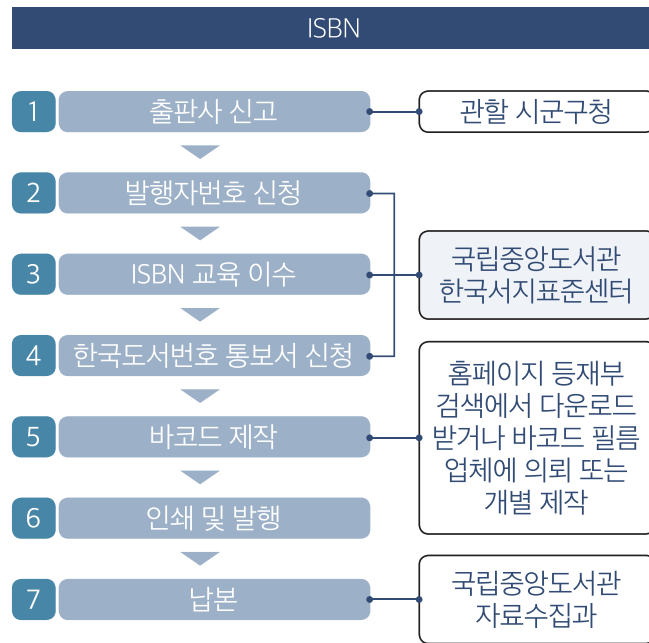 ISBN
1 출판사 신고
관할 시군구청
2 발행자번호 신청
3 ISBN 교육 이수
국립중앙도서관
한국서지표준센터
4 한국도서번호 통보서 신청
5 바코드 제작
홈페이지 등재부
검색에서 다운로드
받거나 바코드 필름
업체에 의뢰 또는
개별 제작
6 인쇄 및 발행
7 납본
국립중앙도서관
자료수집과